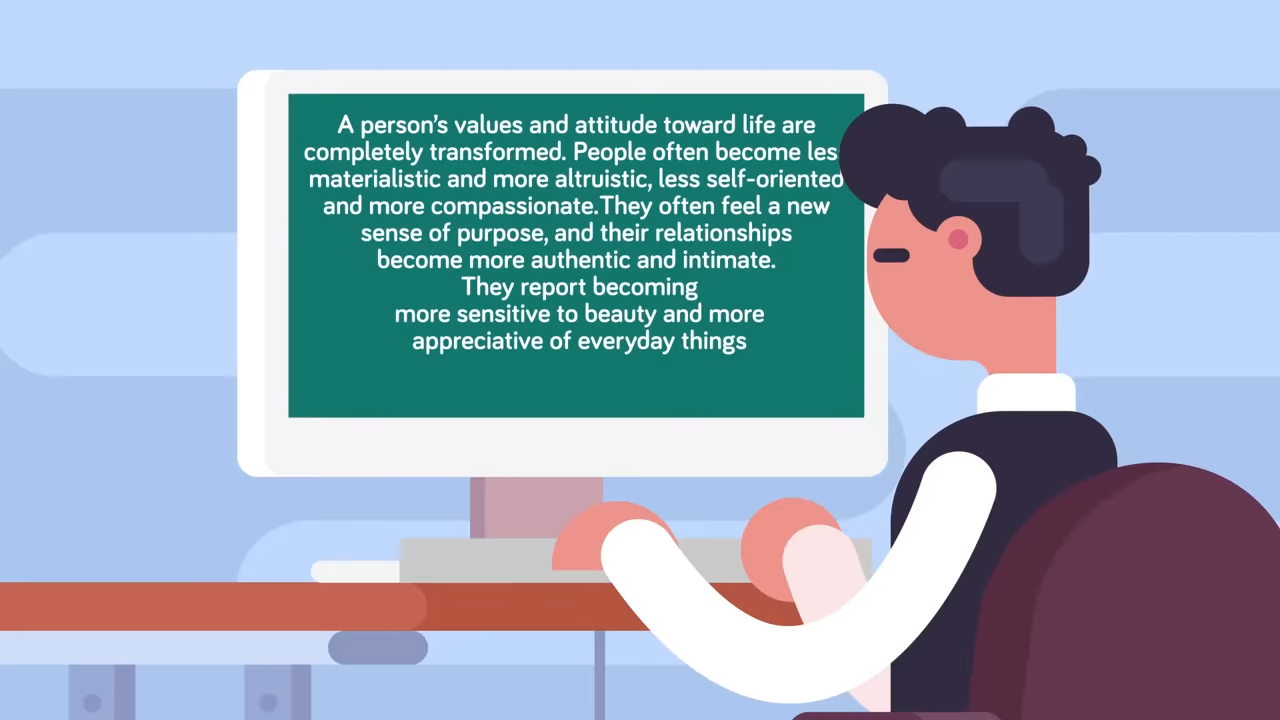 A person's values and attitude toward life are
completely transformed. People often become les
materialistic and more altruistic, less self-oriented
and more compassionate.They often feel a new
sense of purpose, and their relationships
become more authentic and intimate.
They report becoming
more sensitive to beauty and more
appreciative of everyday things